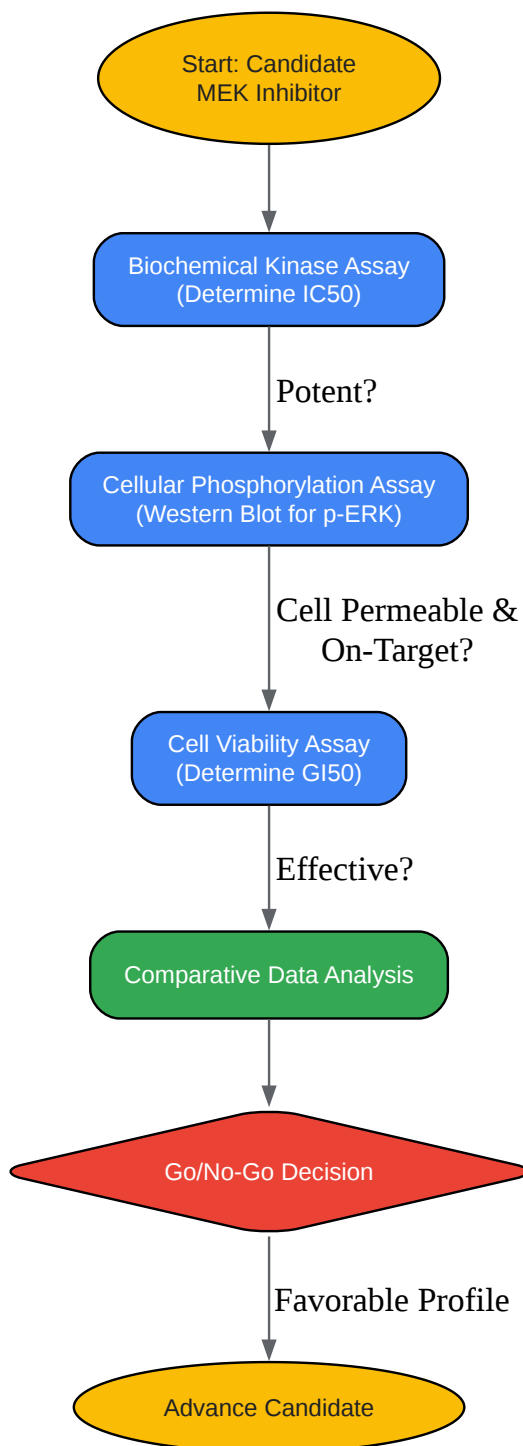 Start: Candidate
MEK Inhibitor
Biochemical Kinase Assay
(Determine IC50)
Potent?
Cellular Phosphorylation Assay
(Western Blot for p-ERK)
Cell Permeable &
On-Target?
Cell Viability Assay
(Determine GI50)
Effective?
Comparative Data Analysis
Go/No-Go Decision
Favorable Profile
Advance Candidate